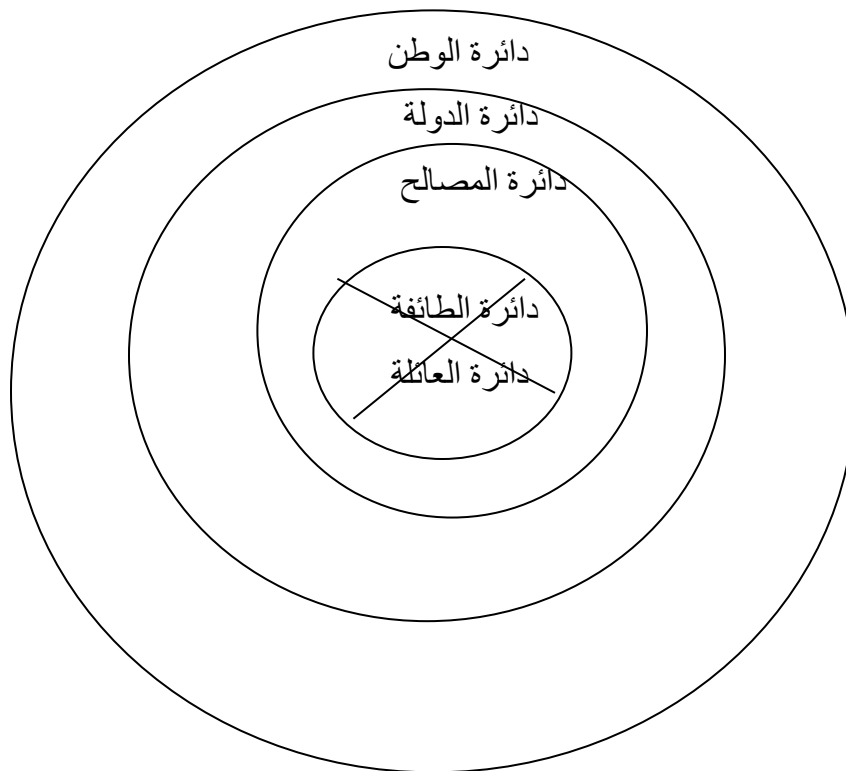 دائرة الوطن
دائرة الدولة
دائرة المصالح
دائرة الطائفة
دائرة العائلة